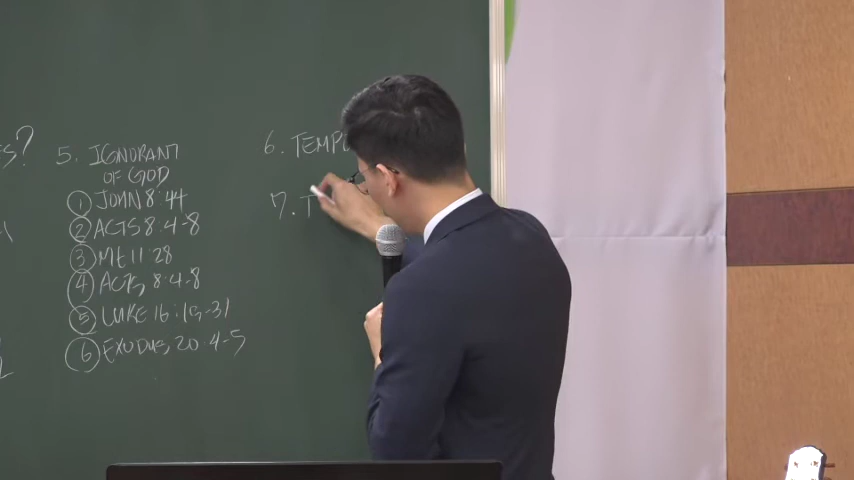 5. IGNORANT
OF GOD
① JOHN 8:44
② ACTS 8:4-8
③ MT 11:28
④ ACTS 8:4-8
⑤ LUKE 16:19-31
⑥ EXODUS 20:4-5
6.
7. T